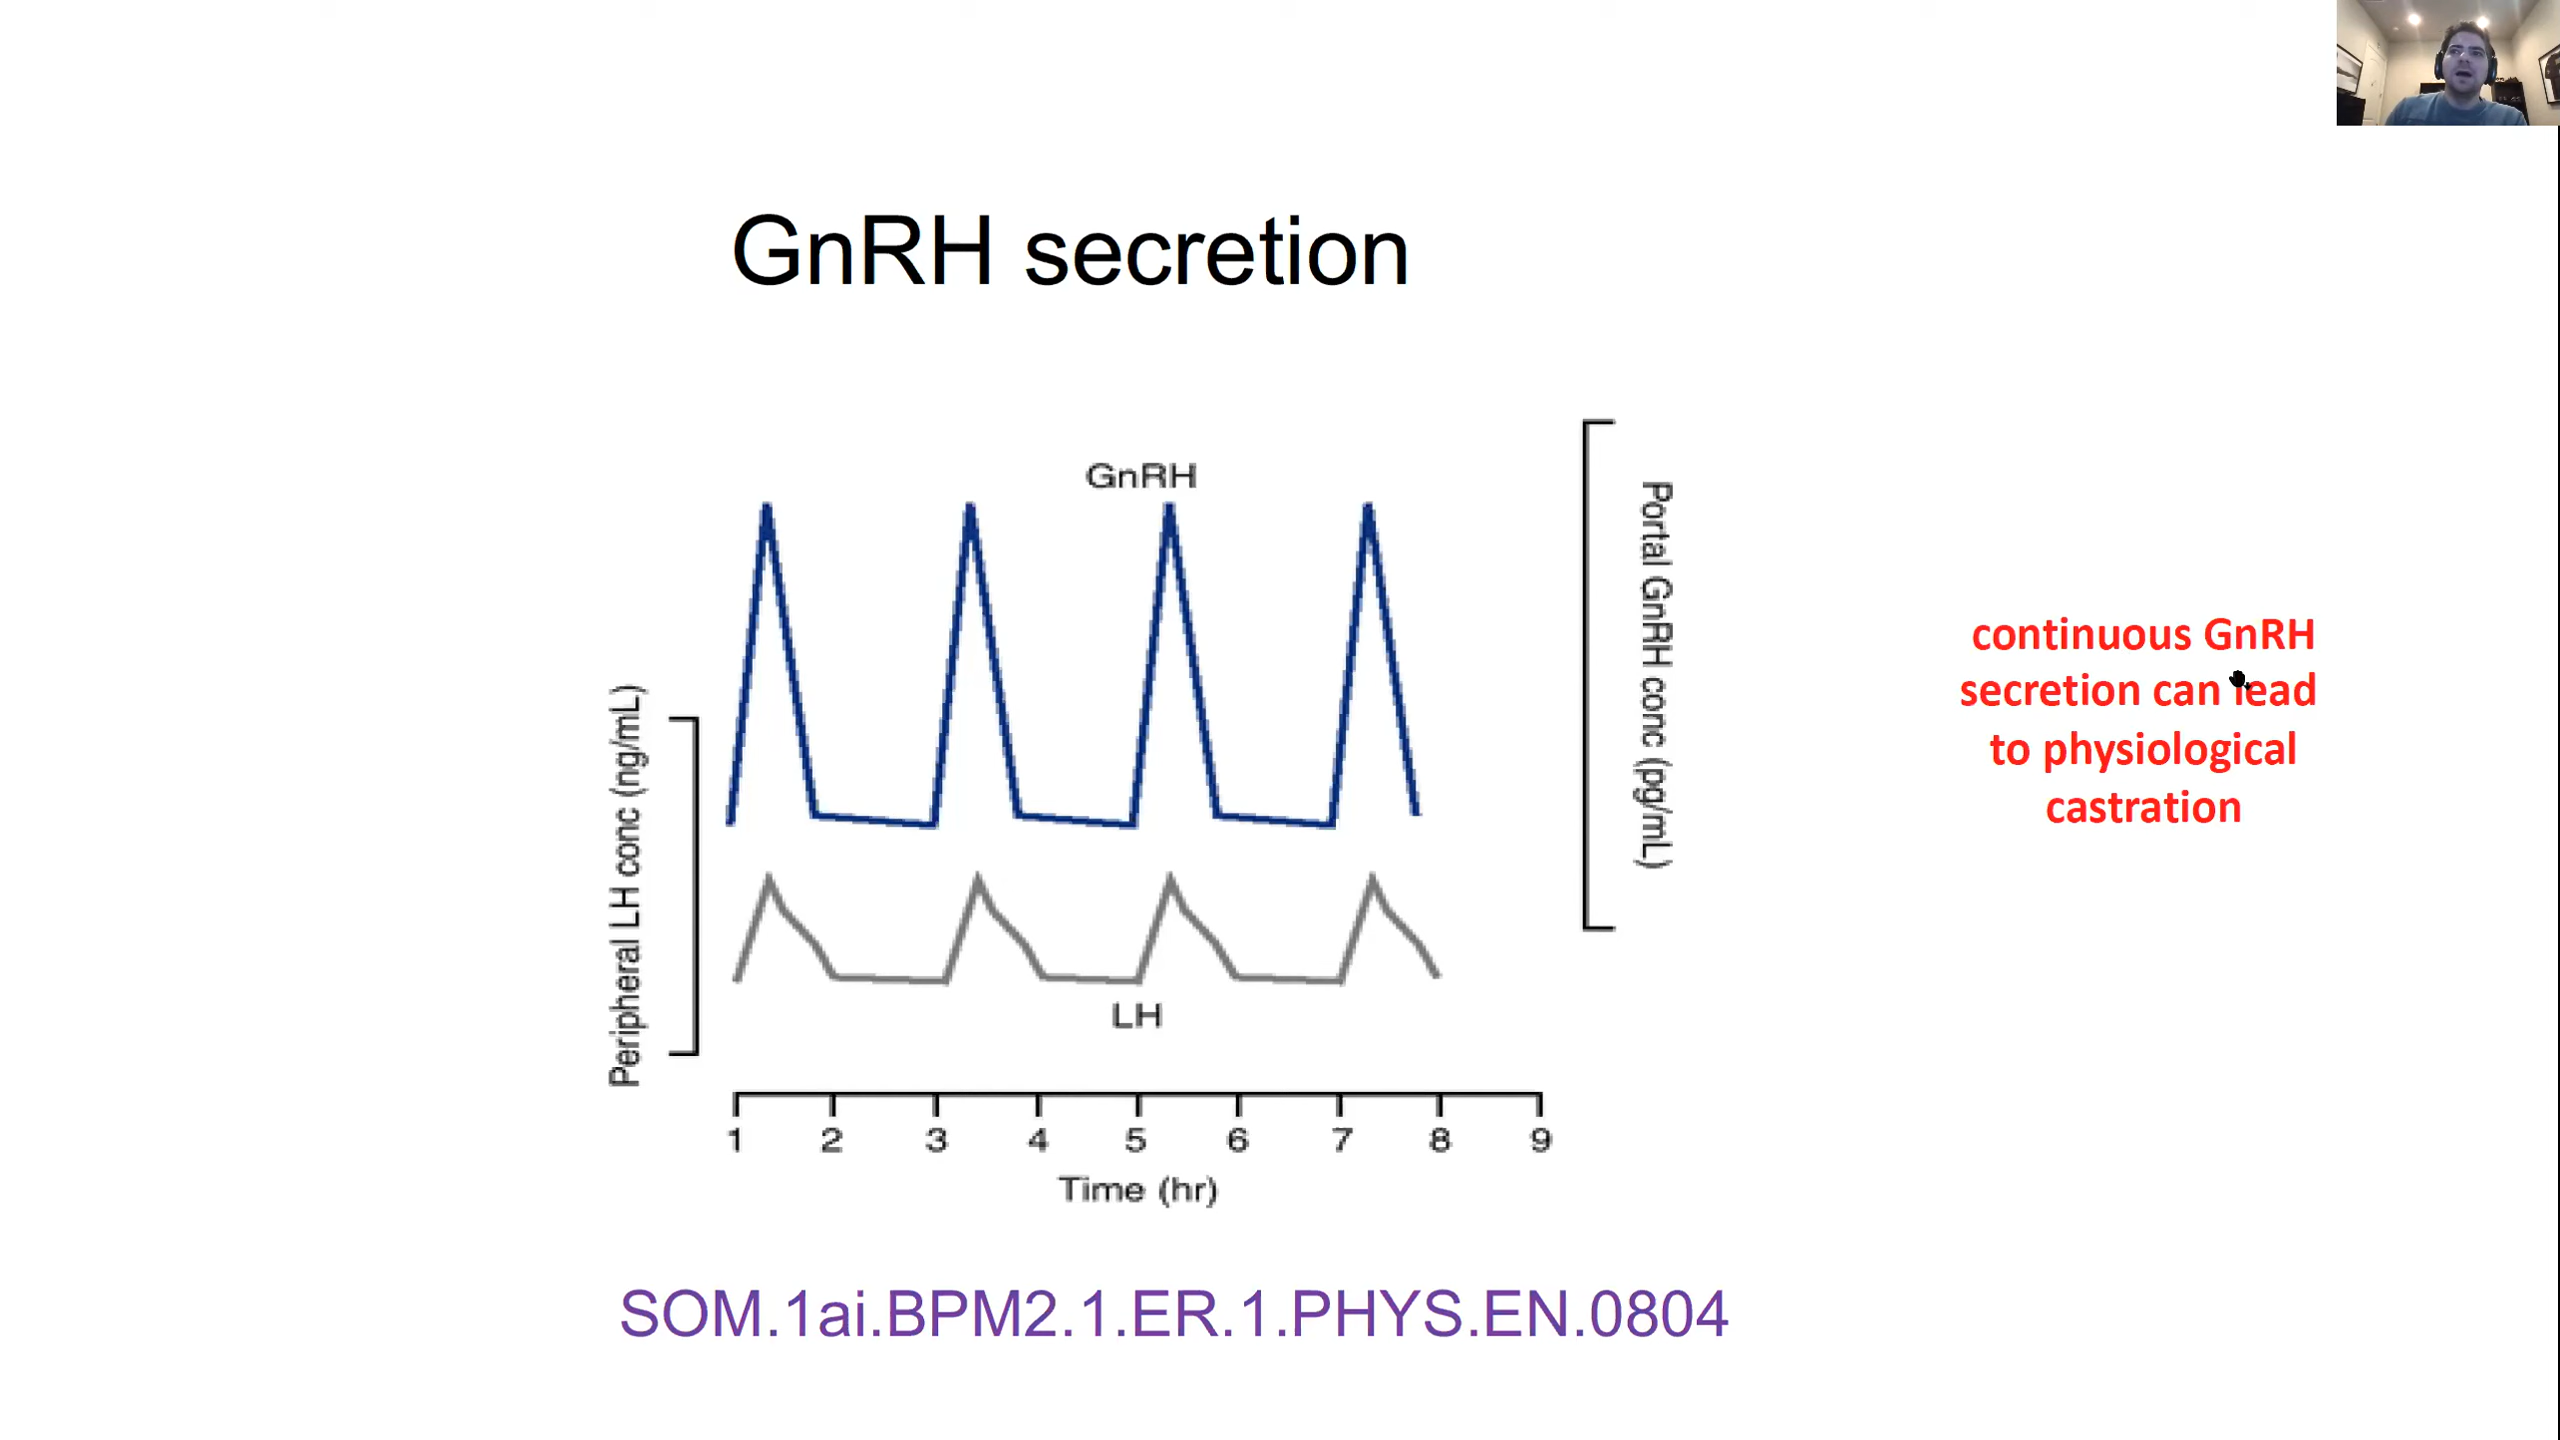 GnRH secretion
GnRH
Peripheral LH conc (ng/mL)
Portal GnRH conc (pg/mL)
LH
1 2 3 4 5 6 7 8 9
Time (hr)
continuous GnRH
secretion can lead
to physiological
castration
SOM.1ai.BPM2.1.ER.1.PHYS.EN.0804